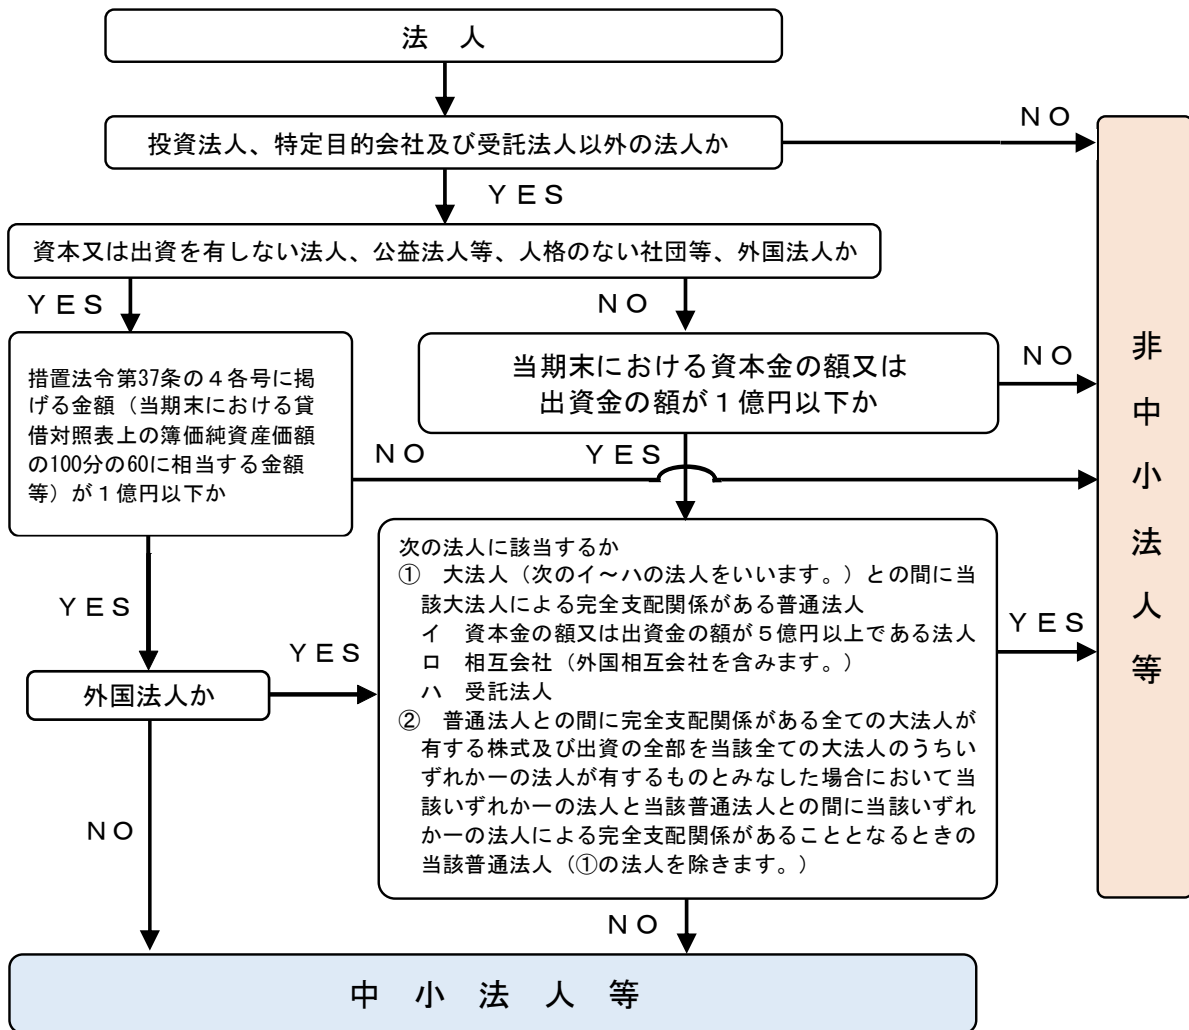 法　人
投資法人、特定目的会社及び受託法人以外の法人か
ＮＯ
ＹＥＳ
資本又は出資を有しない法人、公益法人等、人格のない社団等、外国法人か
ＹＥＳ
ＮＯ
措置法令第37条の４各号に掲
げる金額（当期末における貸
借対照表上の簿価純資産価額
の100分の60に相当する金額
等）が１億円以下か
当期末における資本金の額又は
出資金の額が１億円以下か
ＮＯ
ＮＯ
ＹＥＳ
ＹＥＳ
外国法人か
ＹＥＳ
ＮＯ
次の法人に該当するか
①　大法人（次のイ～ハの法人をいいます。）との間に当
該大法人による完全支配関係がある普通法人
イ　資本金の額又は出資金の額が５億円以上である法人
ロ　相互会社（外国相互会社を含みます。）
ハ　受託法人
②　普通法人との間に完全支配関係がある全ての大法人が
有する株式及び出資の全部を当該全ての大法人のうちい
ずれか一の法人が有するものとみなした場合において当
該いずれか一の法人と当該普通法人との間に当該いずれ
か一の法人による完全支配関係があることとなるときの
当該普通法人（①の法人を除きます。）
ＹＥＳ
ＮＯ
非中小法人等
中　小　法　人　等